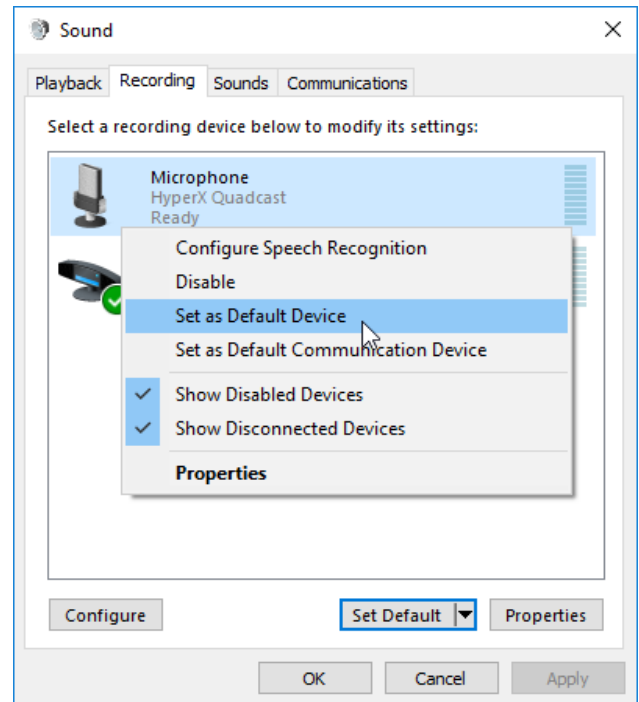 Sound
Playback Recording Sounds Communications
Select a recording device below to modify its settings:
Microphone
HyperX Quadcast
Ready
Configure Speech Recognition
Disable
Set as Default Device
Set as Default Communication Device
Show Disabled Devices
Show Disconnected Devices
Properties
Configure Set Default Properties
OK Cancel Apply